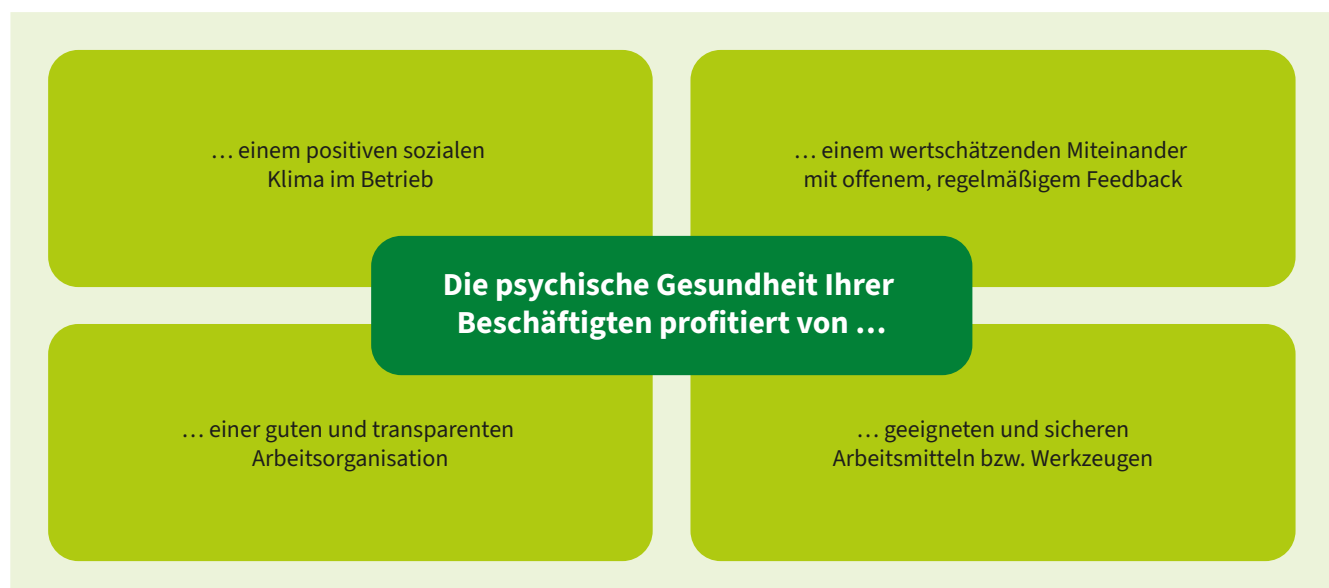 … einem positiven sozialen
Klima im Betrieb
… einem wertschätzenden Miteinander
mit offenem, regelmäßigem Feedback
Die psychische Gesundheit Ihrer
Beschäftigten profitiert von …
… einer guten und transparenten
Arbeitsorganisation
… geeigneten und sicheren
Arbeitsmitteln bzw. Werkzeugen